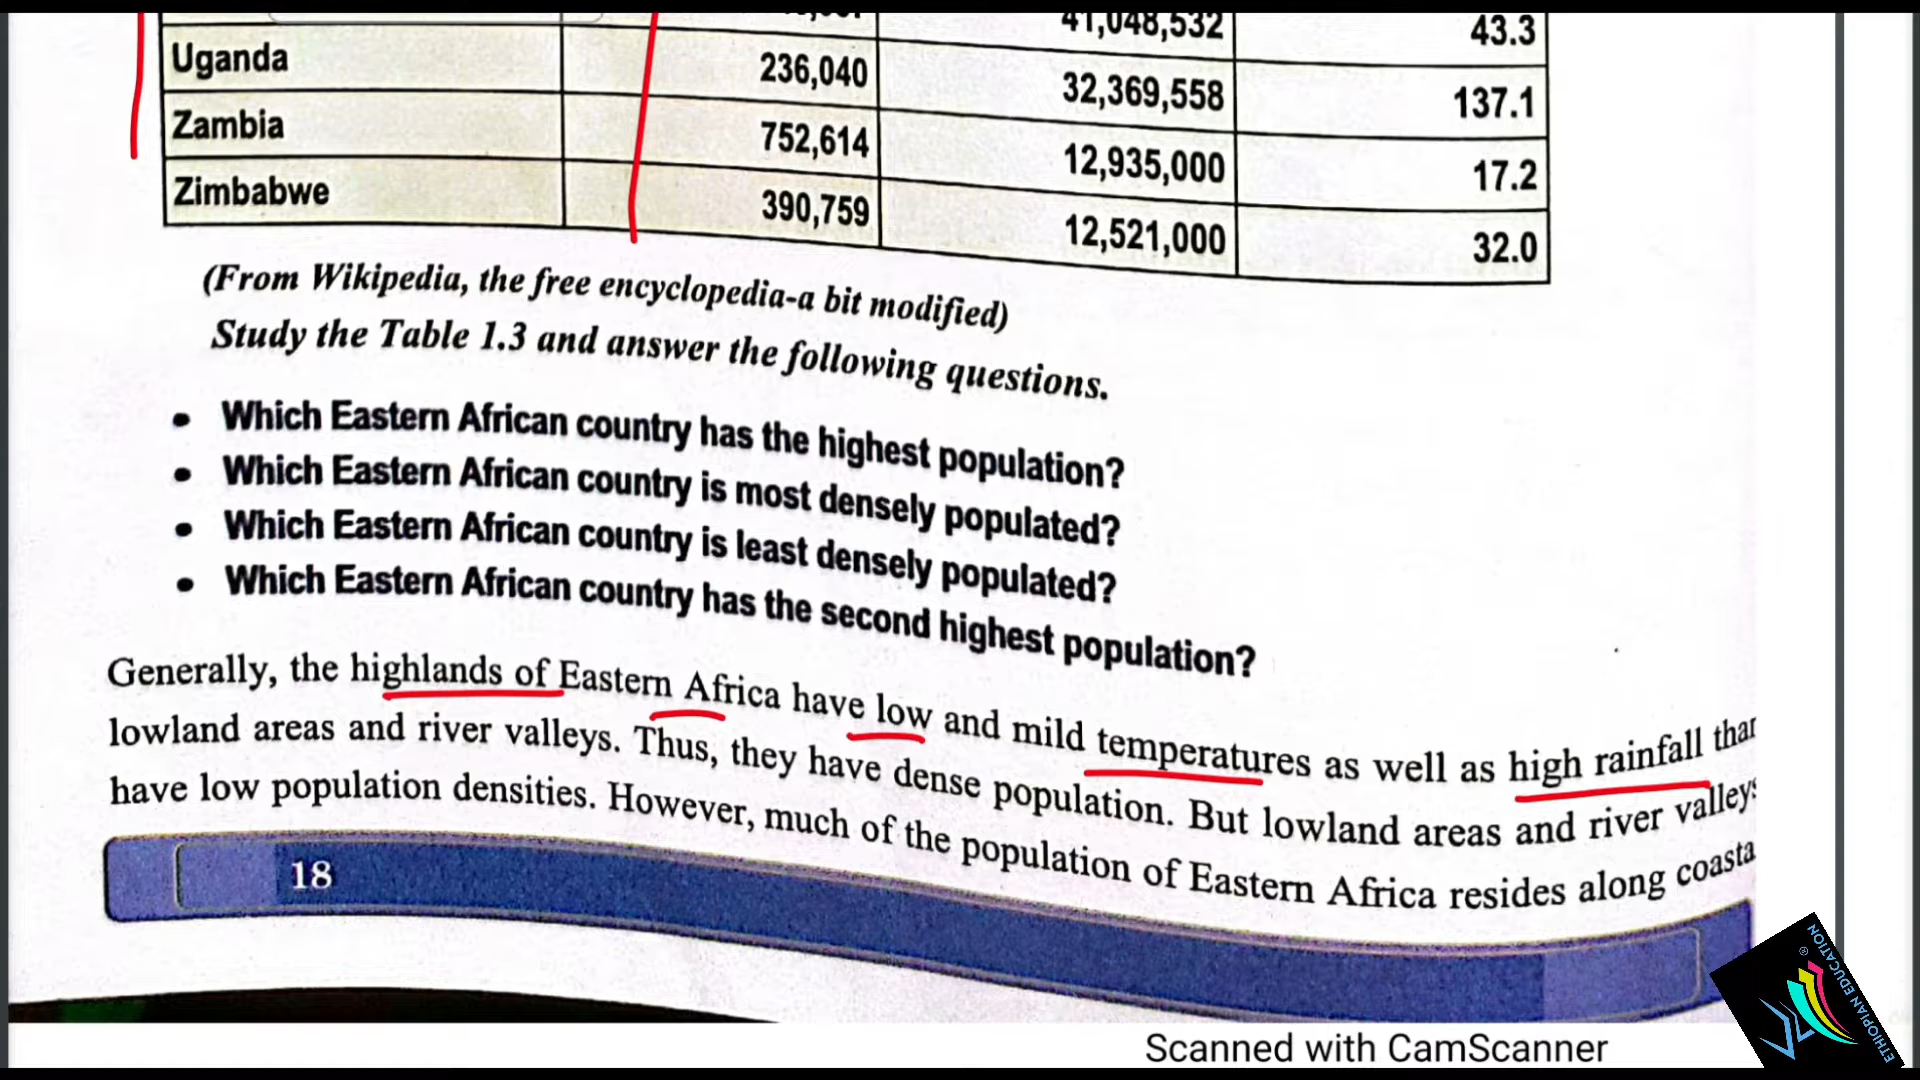 41,048,532 43.3
Uganda 236,040 32,369,558 137.1
Zambia 752,614 12,935,000 17.2
Zimbabwe 390,759 12,521,000 32.0
(From Wikipedia, the free encyclopedia-a bit modified)
Study the Table 1.3 and answer the following questions.
• Which Eastern African country has the highest population?
• Which Eastern African country is most densely populated?
• Which Eastern African country is least densely populated?
• Which Eastern African country has the second highest population?
Generally, the highlands of Eastern Africa have low and mild temperatures as well as high rainfall than
lowland areas and river valleys. Thus, they have dense population. But lowland areas and river valleys
have low population densities. However, much of the population of Eastern Africa resides along coasta
18
Scanned with CamScanner
ETHIOPIAN EDUCATION